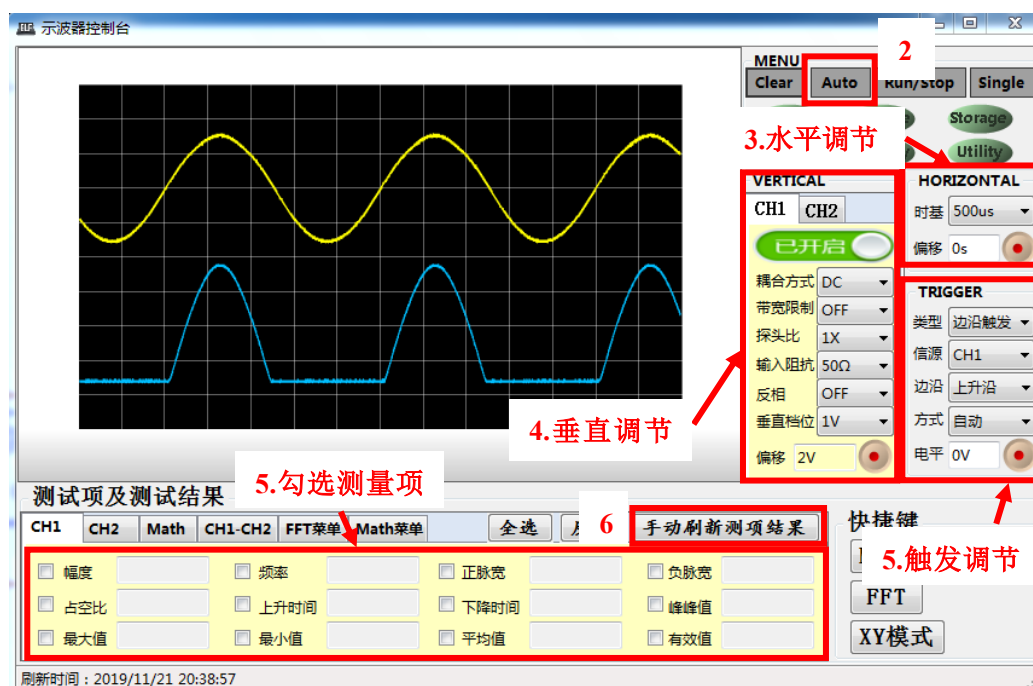 示波器控制台
MENU
2
Clear Auto Run/Stop Single
Storage
3.水平调节
Utility
VERTICAL
HORIZONTAL
CH1 CH2
时基 500us
已开启
偏移 0s
耦合方式 DC
带宽限制 OFF
探头比 1X
输入阻抗 50Ω
反相 OFF
垂直档位 1V
偏移 2V
TRIGGER
类型 边沿触发
信源 CH1
边沿 上升沿
方式 自动
电平 0V
4.垂直调节
5.勾选测量项
测试项及测试结果
CH1 CH2 Math CH1-CH2 FFT菜单 Math菜单
全选
6
手动刷新测项结果
快捷键
5.触发调节
幅度 频率 正脉宽 负脉宽
占空比 上升时间 下降时间 峰峰值
最大值 最小值 平均值 有效值
FFT
XY模式
刷新时间：2019/11/21 20:38:57